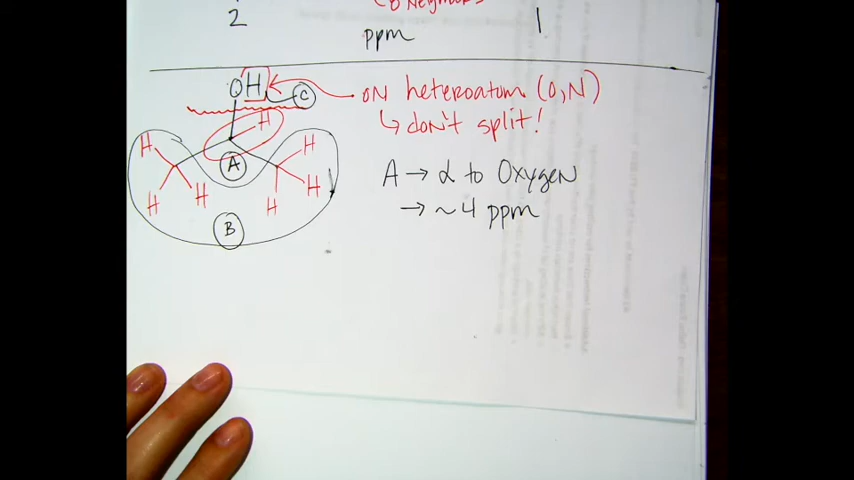 2
ppm
1
OH
C
on heteroatom (O,N)
↳ don't split!
H
H
H
A
A → α to Oxygen
H
H
H
H
H
→ ~4 ppm
B